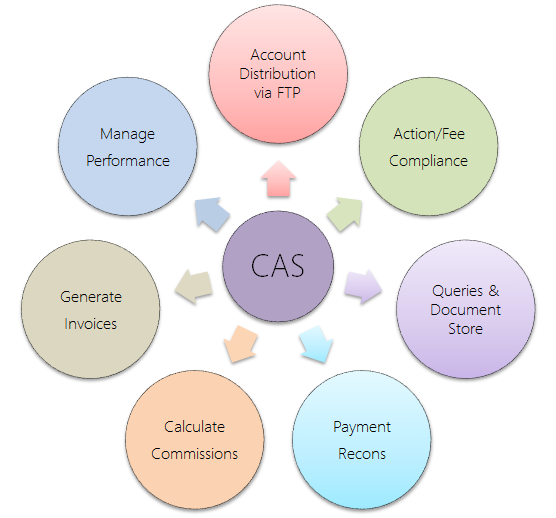 Account
Distribution
via FTP
Action/Fee
Compliance
Queries &
Document
Store
Payment
Recons
Calculate
Commissions
Generate
Invoices
Manage
Performance
CAS